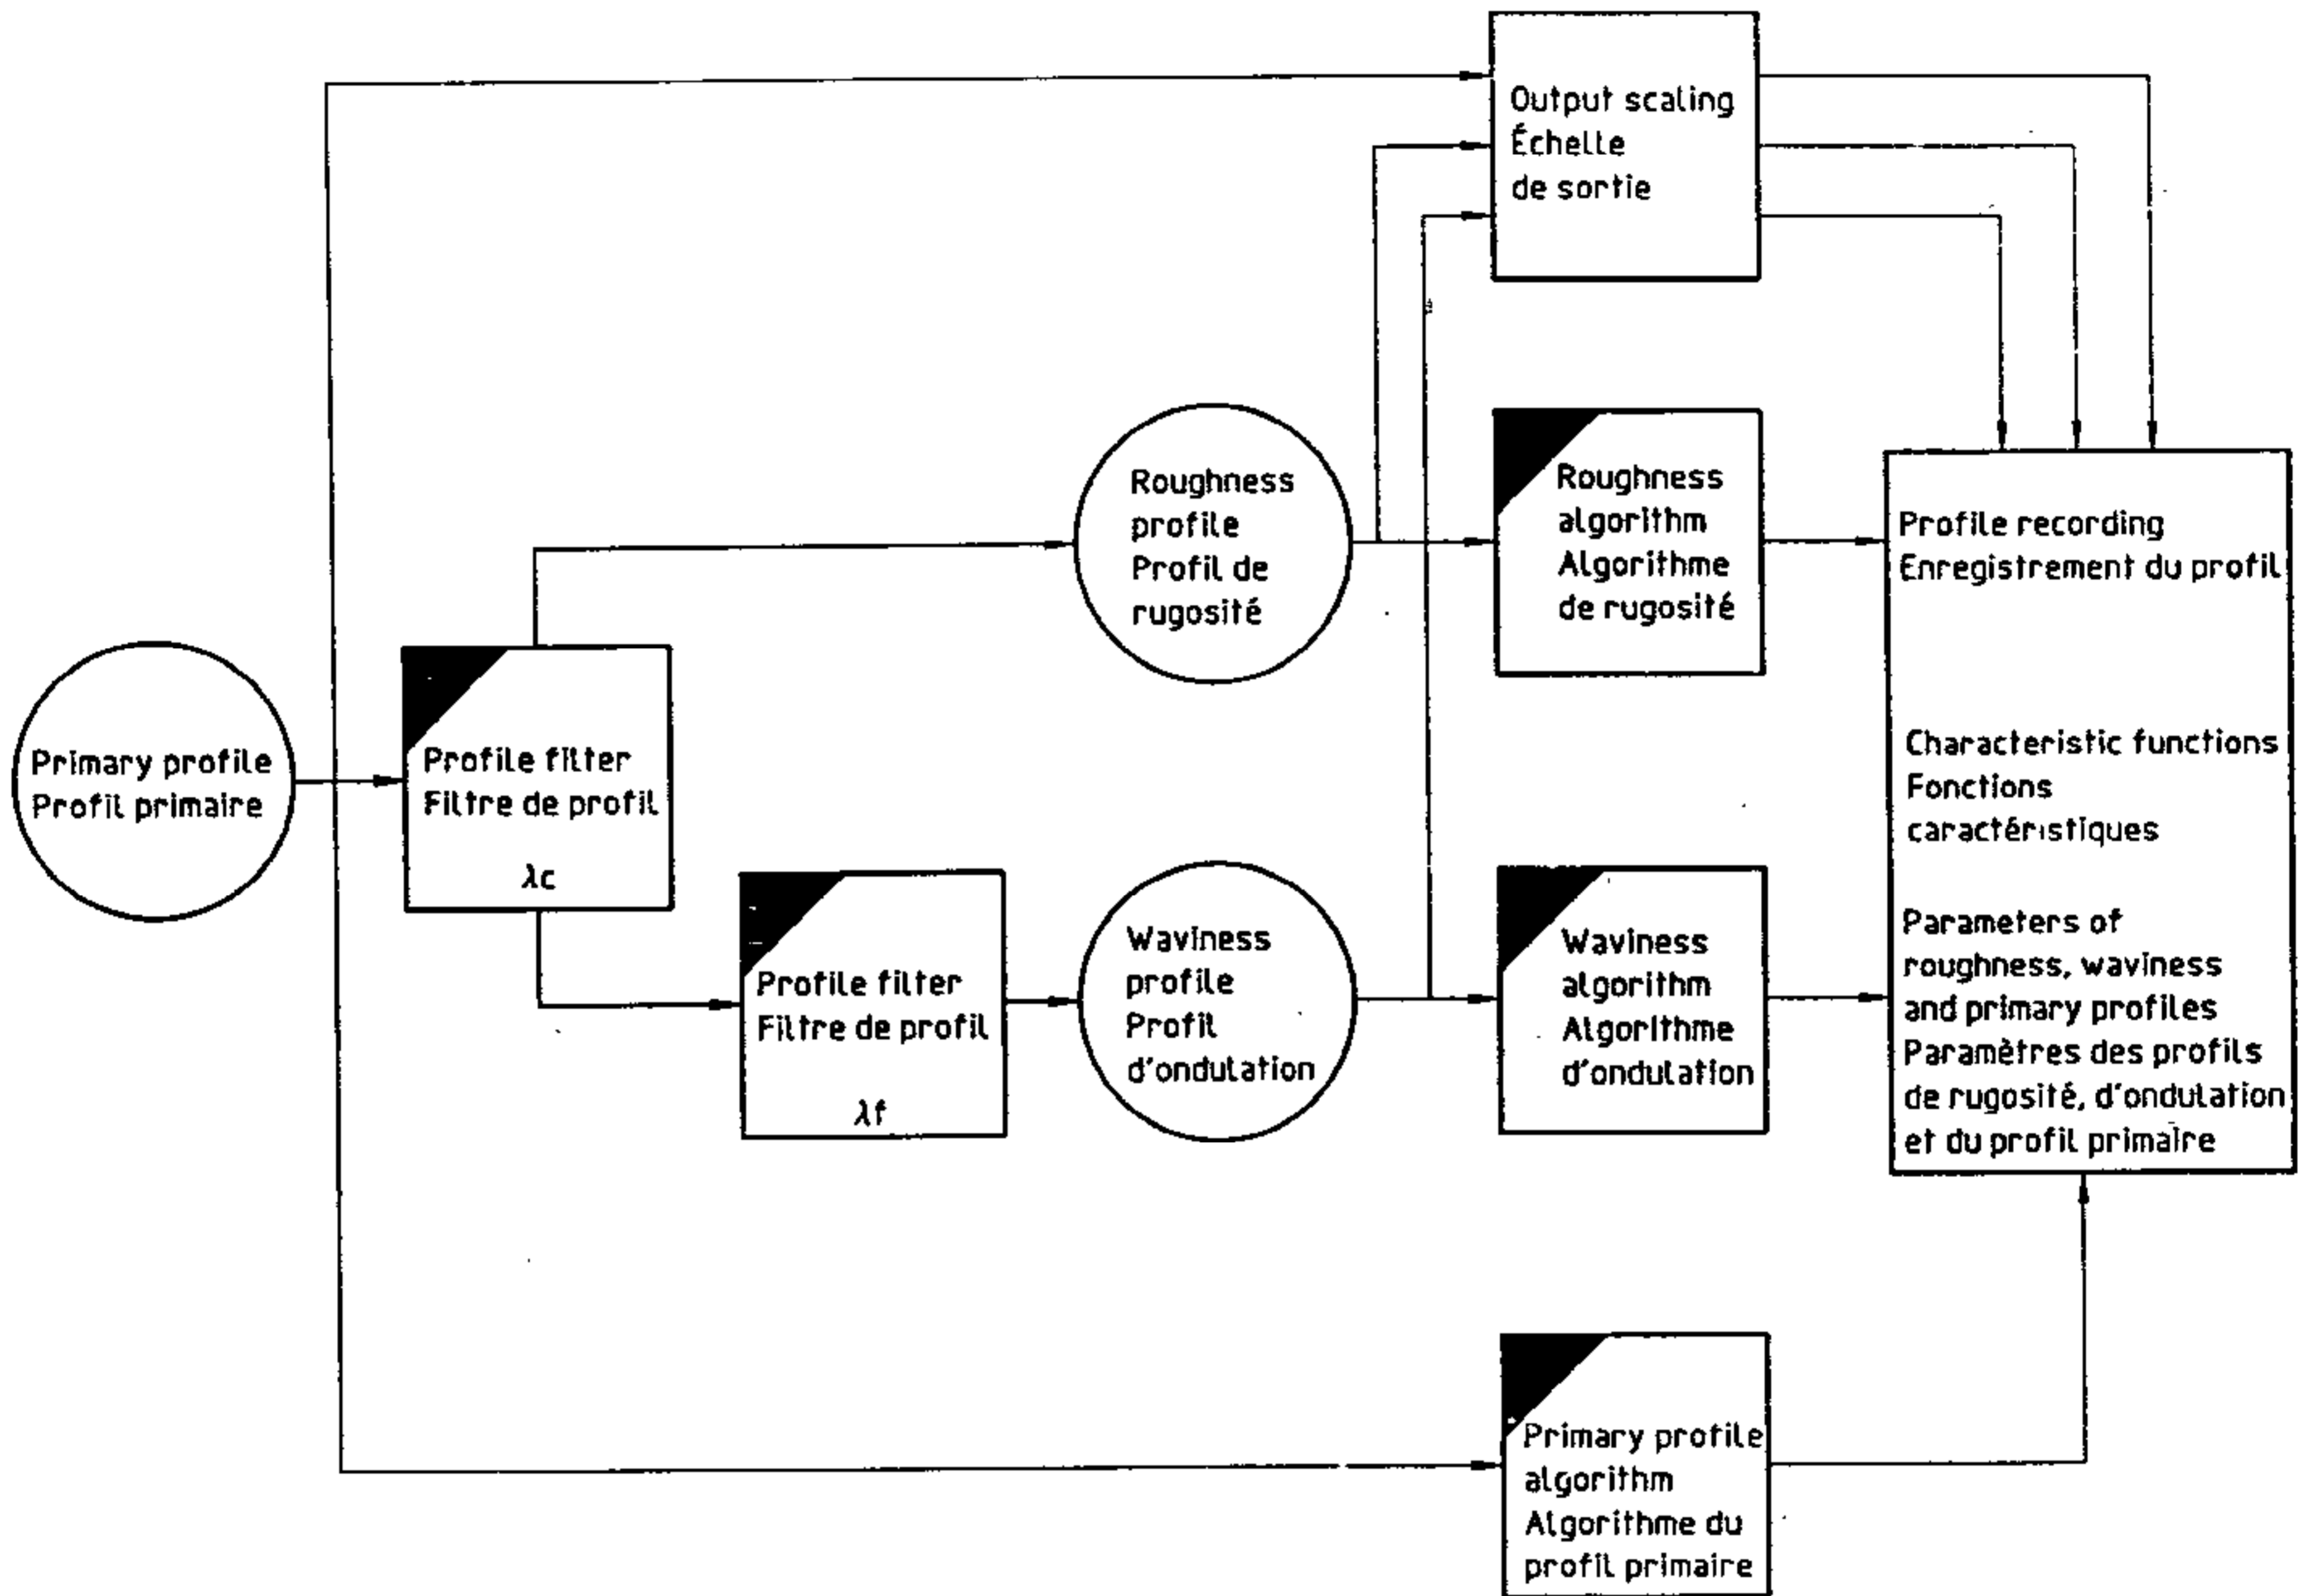 Output scaling
Échelle
de sortie
Roughness
profile
Profil de
rugosité
Roughness
algorithm
Algorithme
de rugosité
Profile recording
Enregistrement du profil
Characteristic functions
Fonctions
caractéristiques
Parameters of
roughness, waviness
and primary profiles
Paramètres des profils
de rugosité, d'ondulation
et du profil primaire
Primary profile
Profil primaire
Profile filter
Filtre de profil
λc
Profile filter
Filtre de profil
λf
Waviness
profile
Profil
d'ondulation
Waviness
algorithm
Algorithme
d'ondulation
Primary profile
algorithm
Algorithme du
profil primaire